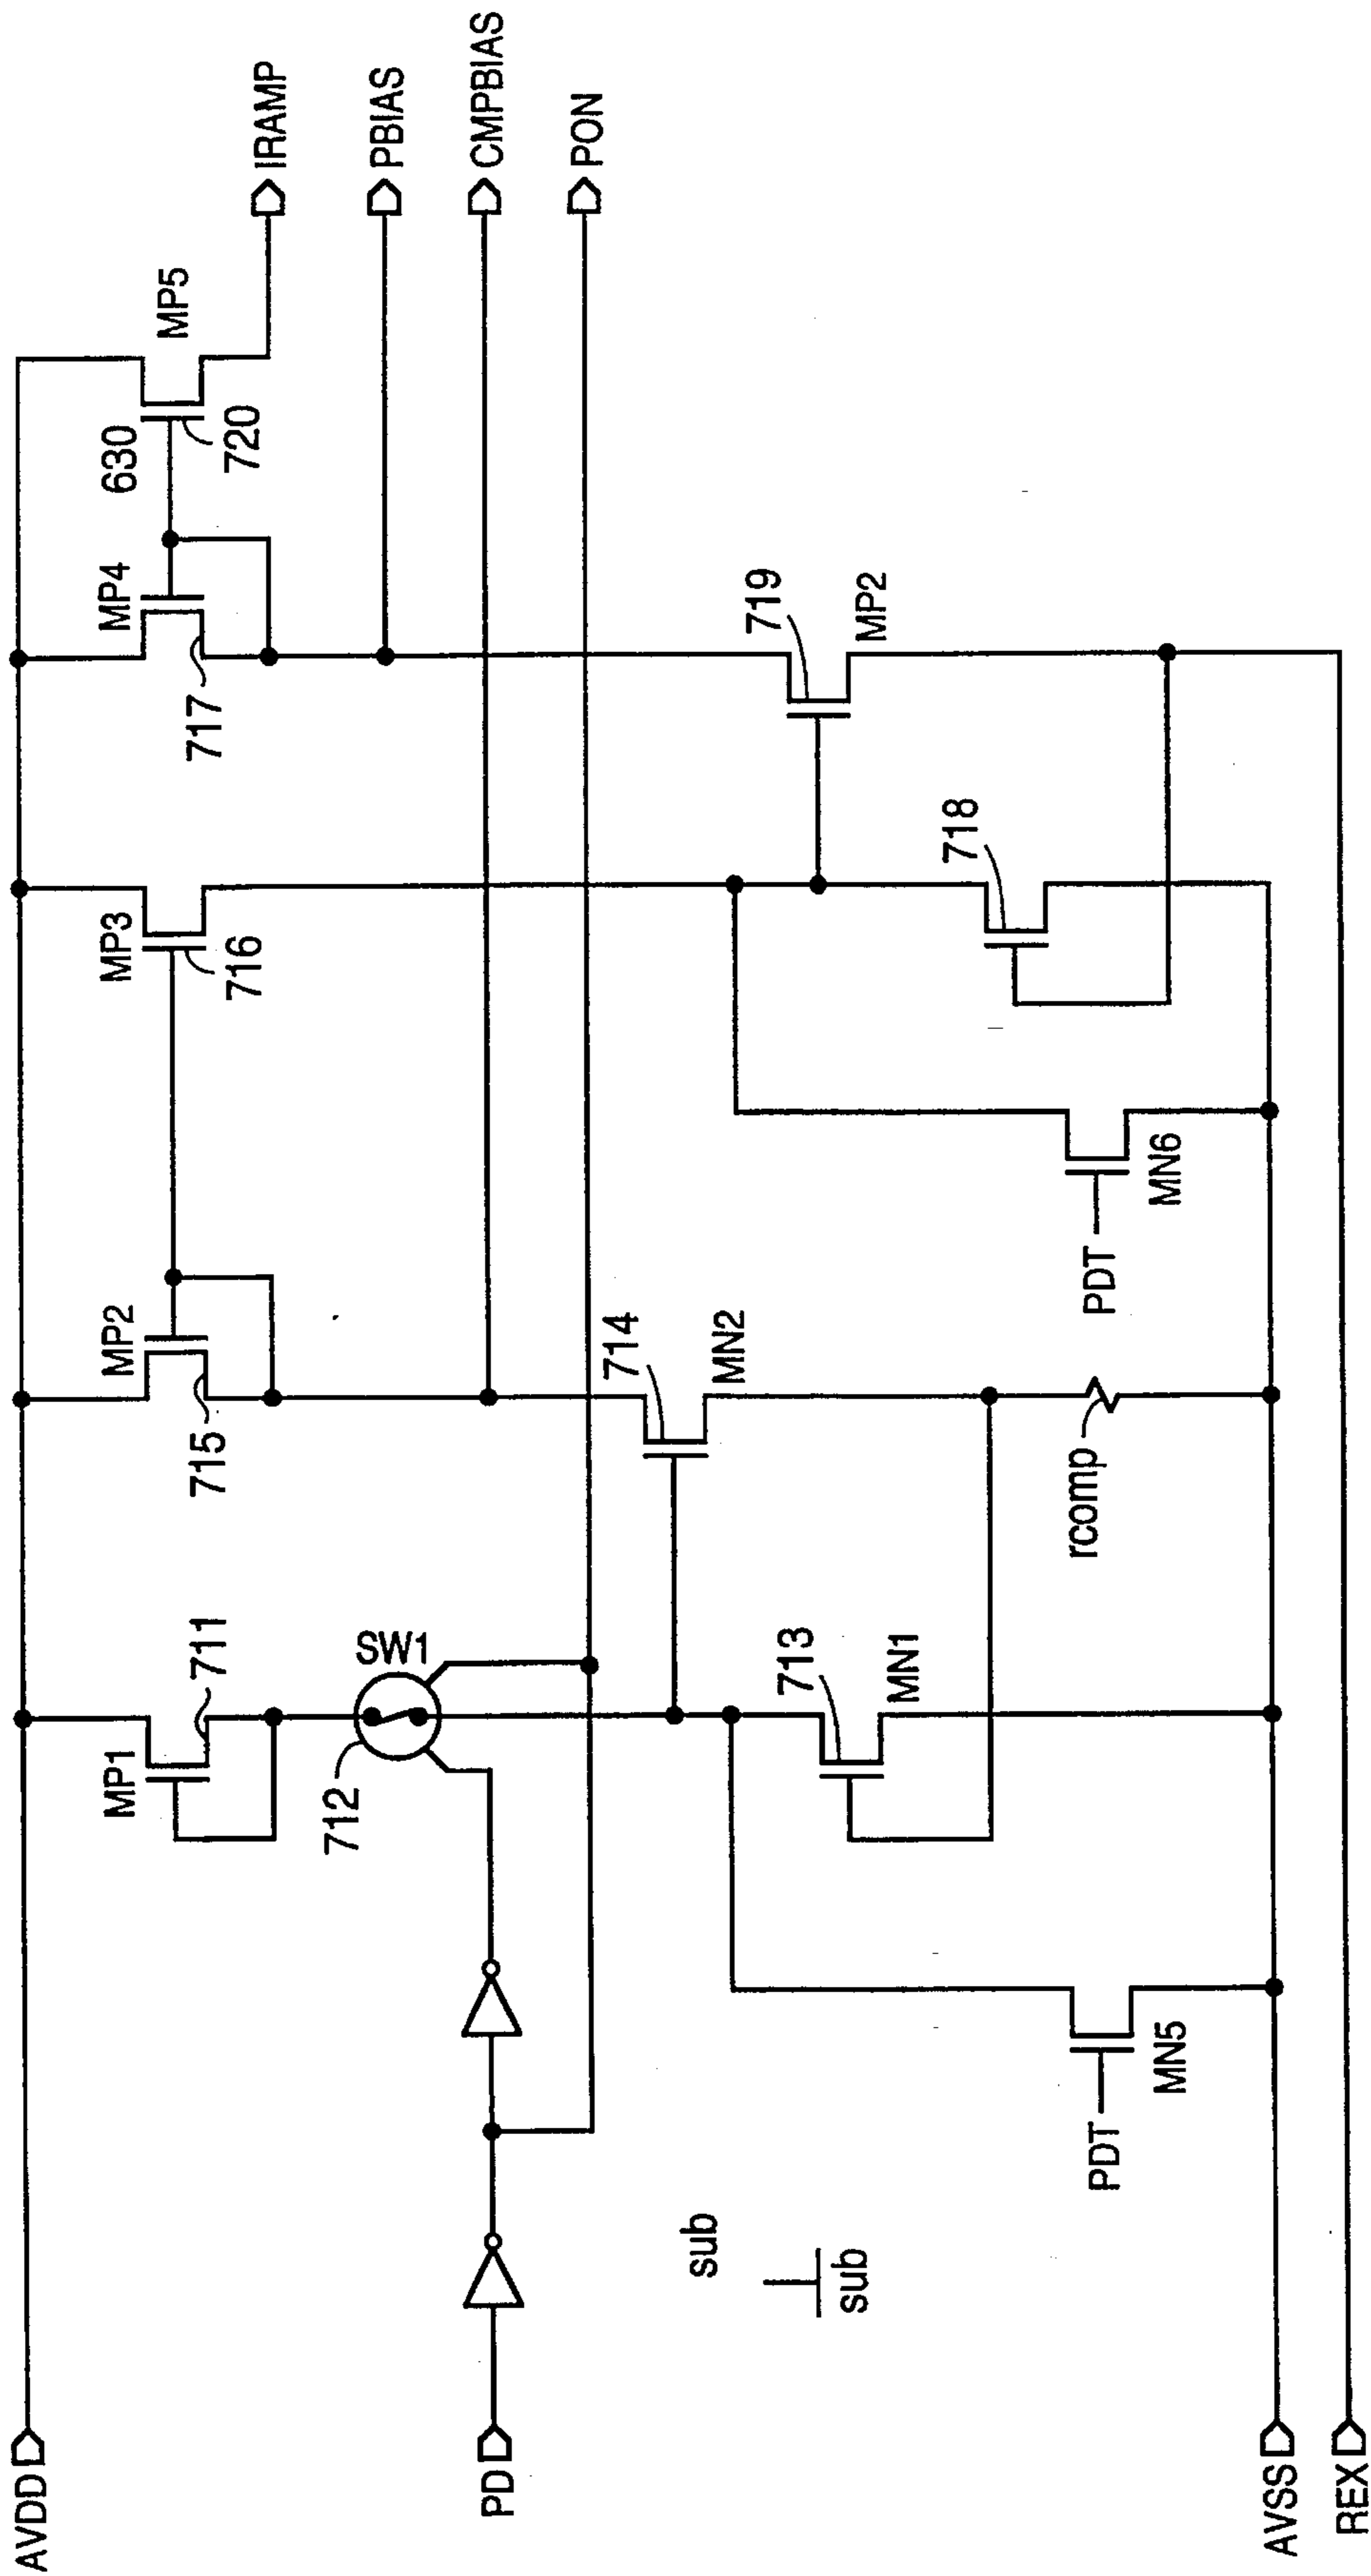 AVDD
PD
AVSS
REX
MP1
711
SW1
712
713
MN1
PDT
MN5
sub
sub
MP2
715
714
MN2
rcomp
MP3
716
PDT
MN6
718
719
MP2
MP4
717
630
720
MP5
IRAMP
PBIAS
CMPBIAS
PON